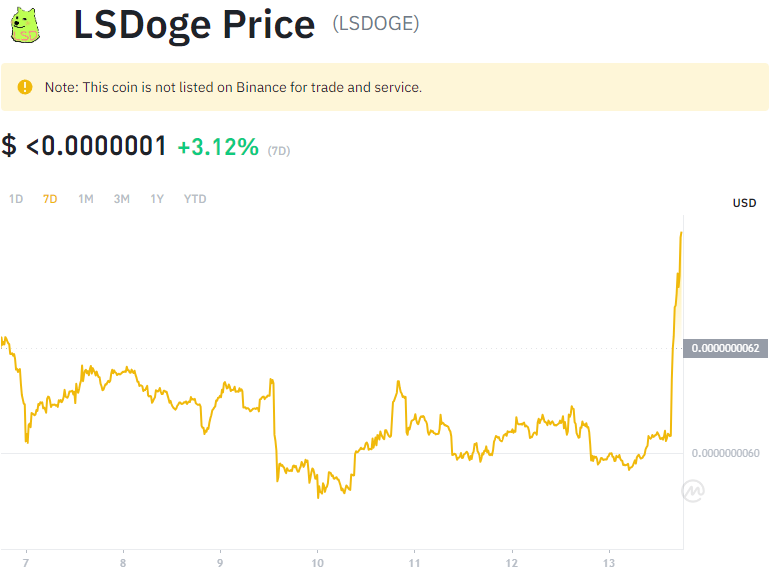 LSD
LSDoge Price (LSDOGE)
Note: This coin is not listed on Binance for trade and service.
$ <0.0000001 +3.12% (7D)
1D 7D 1M 3M 1Y YTD
USD
0.0000000062
0.0000000060
7 8 9 10 11 12 13